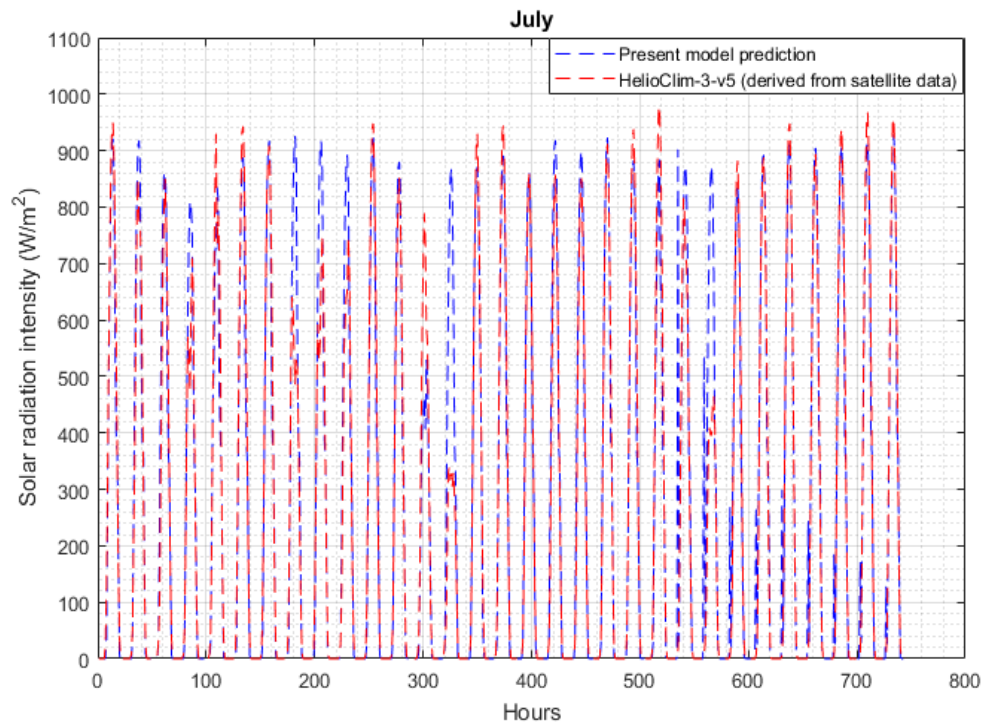 July
Present model prediction
HelioClim-3-v5 (derived from satellite data)
Solar radiation intensity (W/m²)
1100
1000
900
800
700
600
500
400
300
200
100
0
0 100 200 300 400 500 600 700 800
Hours